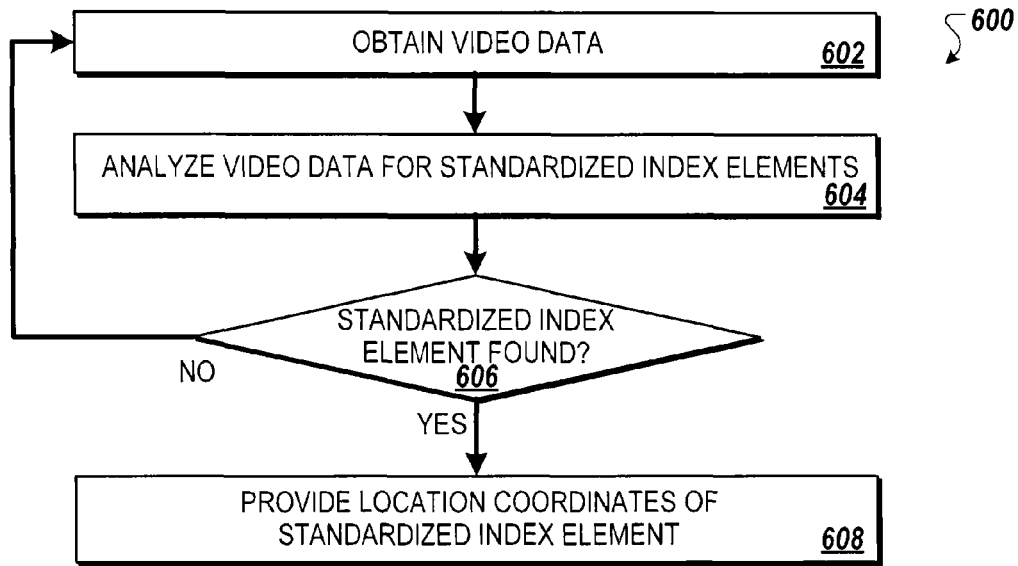 600
OBTAIN VIDEO DATA
602
ANALYZE VIDEO DATA FOR STANDARDIZED INDEX ELEMENTS
604
STANDARDIZED INDEX
ELEMENT FOUND?
606
NO
YES
PROVIDE LOCATION COORDINATES OF
STANDARDIZED INDEX ELEMENT
608